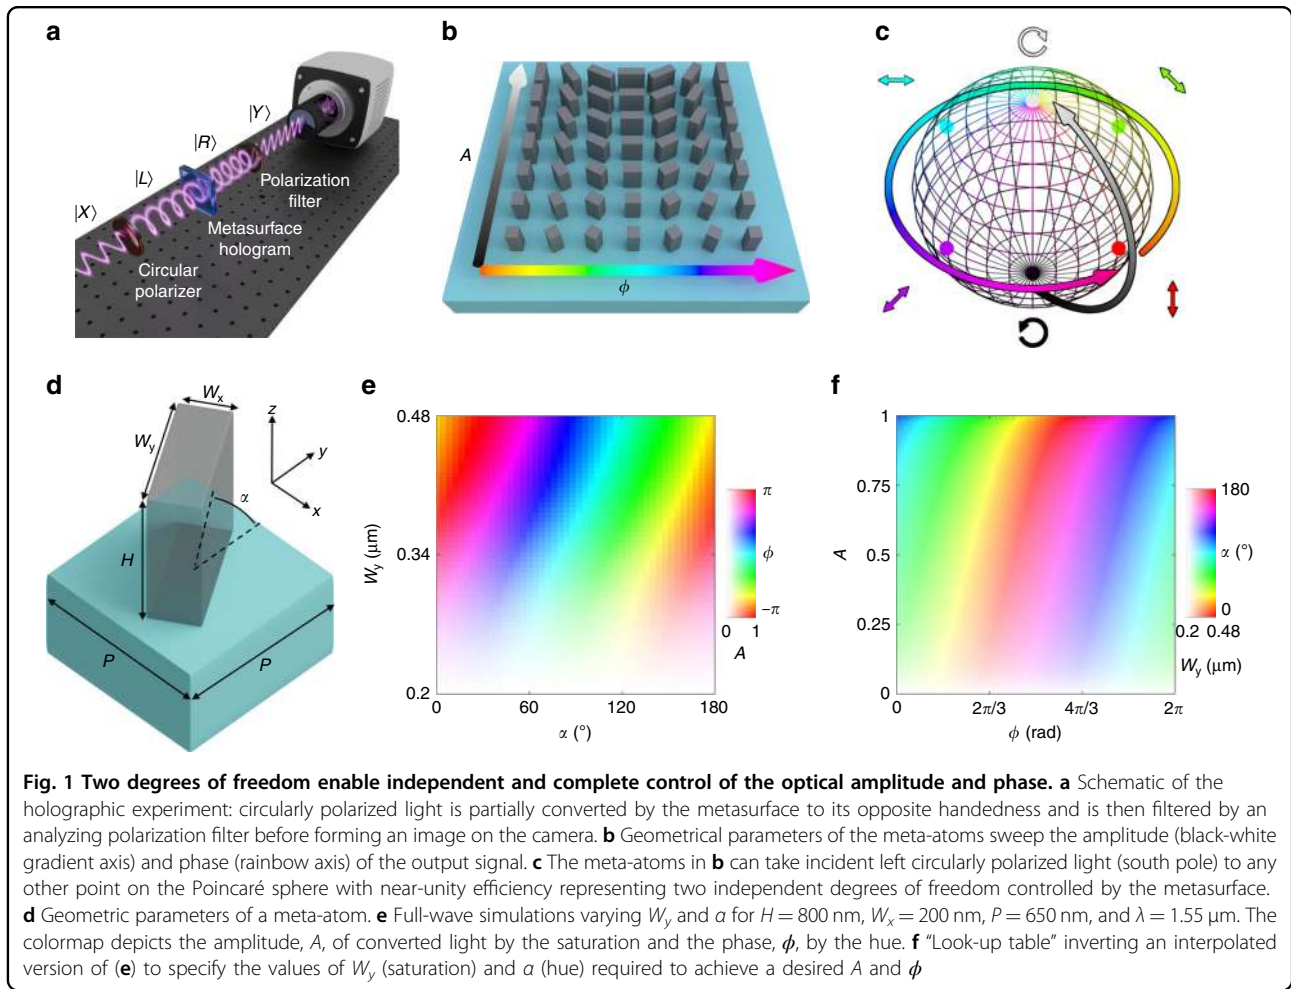 a
|X⟩
|L⟩
|R⟩
|Y⟩
Polarization
filter
Metasurface
hologram
Circular
polarizer
b
A
ϕ
c
d
Wx
Wy
H
P
P
z
y
x
α
e
0.48
0.34
0.2
Wy (μm)
0
60
120
180
α (°)
π
ϕ
−π
0
1
A
f
1
0.75
0.5
0.25
0
A
0
2π/3
4π/3
2π
ϕ (rad)
180
α (°)
0
0.2 0.48
Wy (μm)
Fig. 1 Two degrees of freedom enable independent and complete control of the optical amplitude and phase. a Schematic of the
holographic experiment: circularly polarized light is partially converted by the metasurface to its opposite handedness and is then filtered by an
analyzing polarization filter before forming an image on the camera. b Geometrical parameters of the meta-atoms sweep the amplitude (black-white
gradient axis) and phase (rainbow axis) of the output signal. c The meta-atoms in b can take incident left circularly polarized light (south pole) to any
other point on the Poincaré sphere with near-unity efficiency representing two independent degrees of freedom controlled by the metasurface.
d Geometric parameters of a meta-atom. e Full-wave simulations varying Wy and α for H = 800 nm, Wx = 200 nm, P = 650 nm, and λ = 1.55 μm. The
colormap depicts the amplitude, A, of converted light by the saturation and the phase, ϕ, by the hue. f “Look-up table” inverting an interpolated
version of (e) to specify the values of Wy (saturation) and α (hue) required to achieve a desired A and ϕ